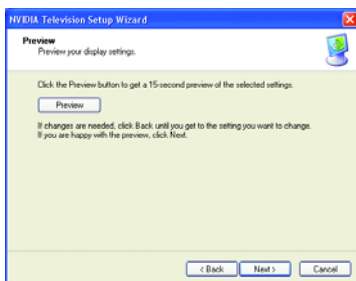 NVIDIA Television Setup Wizard
Preview
Preview your display settings.
Click the Preview button to get a 15-second preview of the selected settings.
Preview
If changes are needed, click Back until you get to the setting you want to change.
If you are happy with the preview, click Next.
< Back
Next >
Cancel